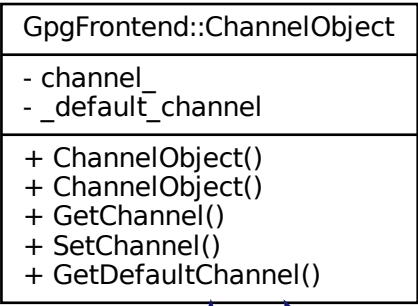 GpgFrontend::ChannelObject
- channel_
- _default_channel
+ ChannelObject()
+ ChannelObject()
+ GetChannel()
+ SetChannel()
+ GetDefaultChannel()